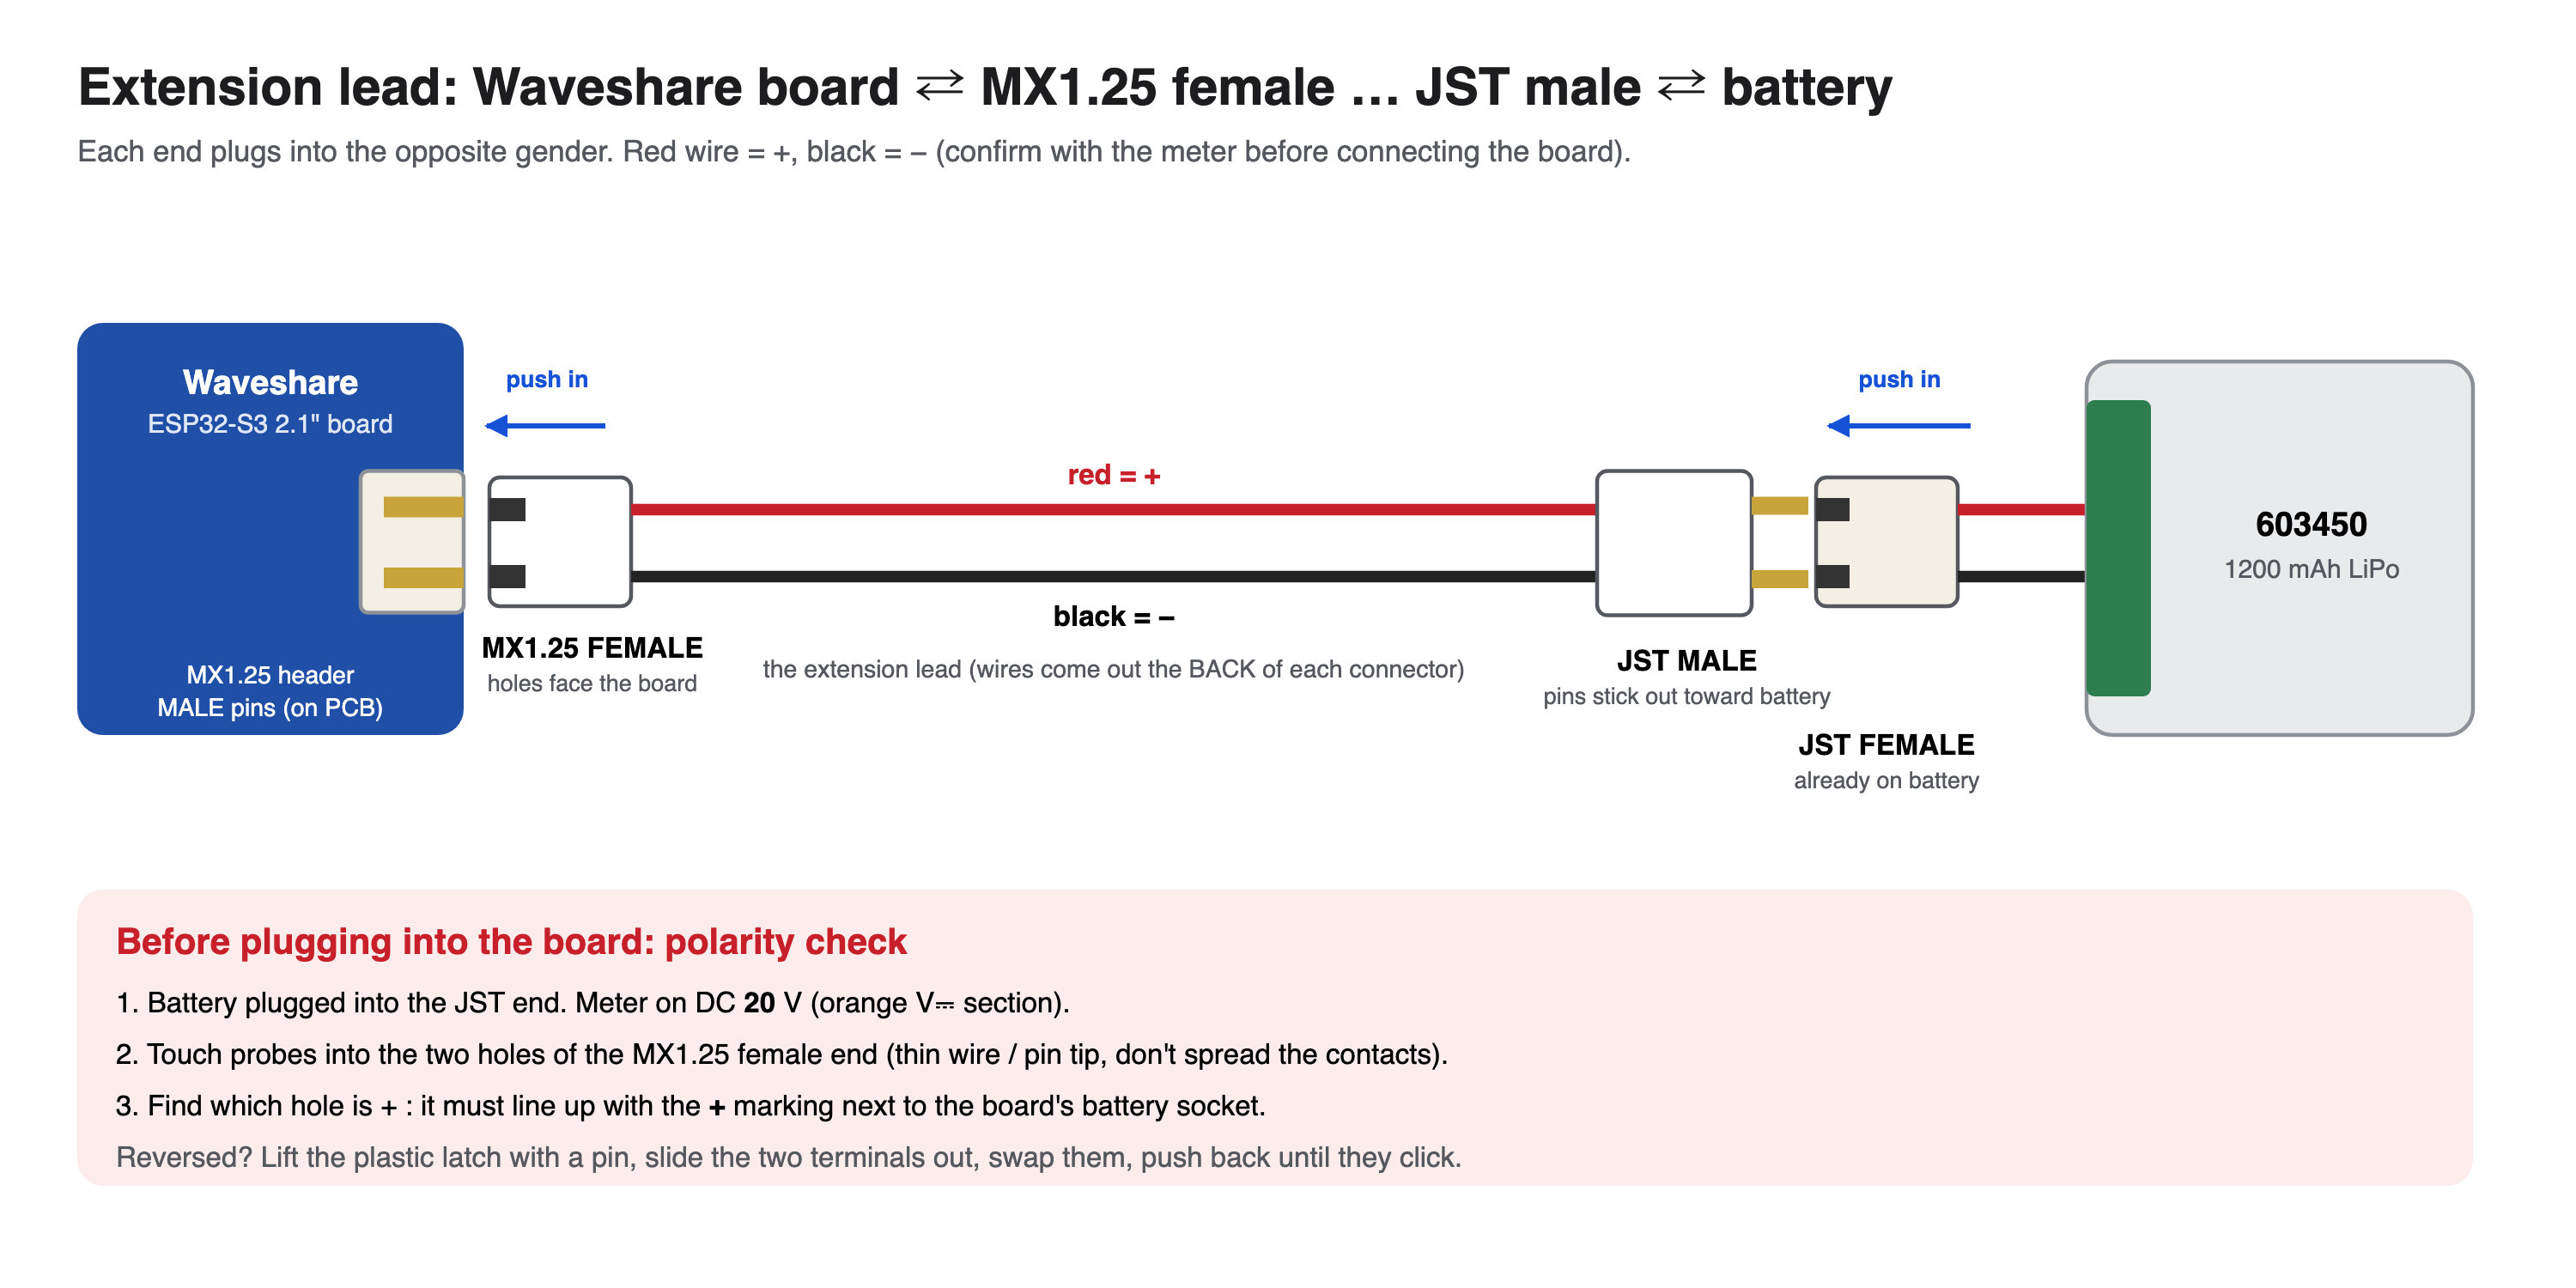 Extension lead: Waveshare board ⇄ MX1.25 female … JST male ⇄ battery
Each end plugs into the opposite gender. Red wire = +, black = – (confirm with the meter before connecting the board).
Waveshare
ESP32-S3 2.1" board
push in
push in
red = +
603450
1200 mAh LiPo
black = –
MX1.25 FEMALE
holes face the board
the extension lead (wires come out the BACK of each connector)
JST MALE
pins stick out toward battery
MX1.25 header
MALE pins (on PCB)
JST FEMALE
already on battery
Before plugging into the board: polarity check
1. Battery plugged into the JST end. Meter on DC 20 V (orange V⎓ section).
2. Touch probes into the two holes of the MX1.25 female end (thin wire / pin tip, don't spread the contacts).
3. Find which hole is + : it must line up with the + marking next to the board's battery socket.
Reversed? Lift the plastic latch with a pin, slide the two terminals out, swap them, push back until they click.